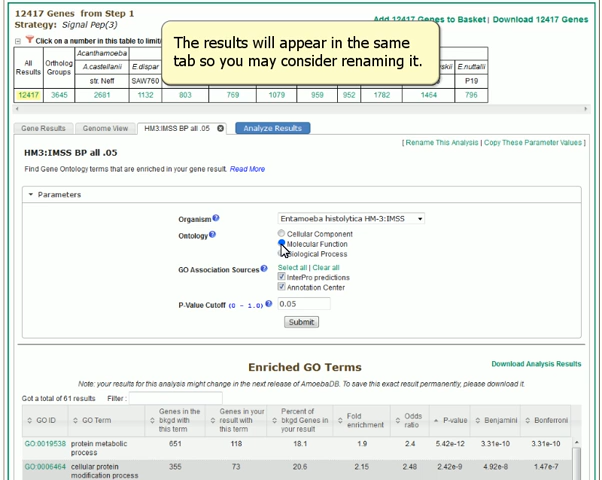 12417 Genes from Step 1
Strategy: Signal Pep(3)
Add 12417 Genes to Basket | Download 12417 Genes
Click on a number in this table to limit
The results will appear in the same
tab so you may consider renaming it.
Acanthamoeba
All Results
Ortholog Groups
A.castellanii
E.dispar
E.nuttalli
str. Neff
SAW760
P19
12417 3645 2681 1132 803 769 1079 959 952 1782 1464 796
Gene Results
Genome View
HM3:IMSS BP all .05
Analyze Results
[ Rename This Analysis | Copy These Parameter Values ]
HM3:IMSS BP all .05
Find Gene Ontology terms that are enriched in your gene result. Read More
Parameters
Organism
Entamoeba histolytica HM-3:IMSS
Ontology
Cellular Component
Molecular Function
Biological Process
GO Association Sources
Select all | Clear all
InterPro predictions
Annotation Center
P-Value Cutoff (0 - 1.0)
0.05
Submit
Enriched GO Terms
Download Analysis Results
Note: your results for this analysis might change in the next release of AmoebaDB. To save this exact result permanently, please download it.
Got a total of 61 results
Filter :
GO ID
GO Term
Genes in the bkgd with this term
Genes in your result with this term
Percent of bkgd Genes in your result
Fold enrichment
Odds ratio
P-value
Benjamini
Bonferroni
GO:0019538 protein metabolic process 651 118 18.1 1.9 2.4 5.42e-12 3.31e-10 3.31e-10
GO:0006464 cellular protein modification process 355 73 20.6 2.15 2.48 2.42e-9 4.92e-8 1.47e-7